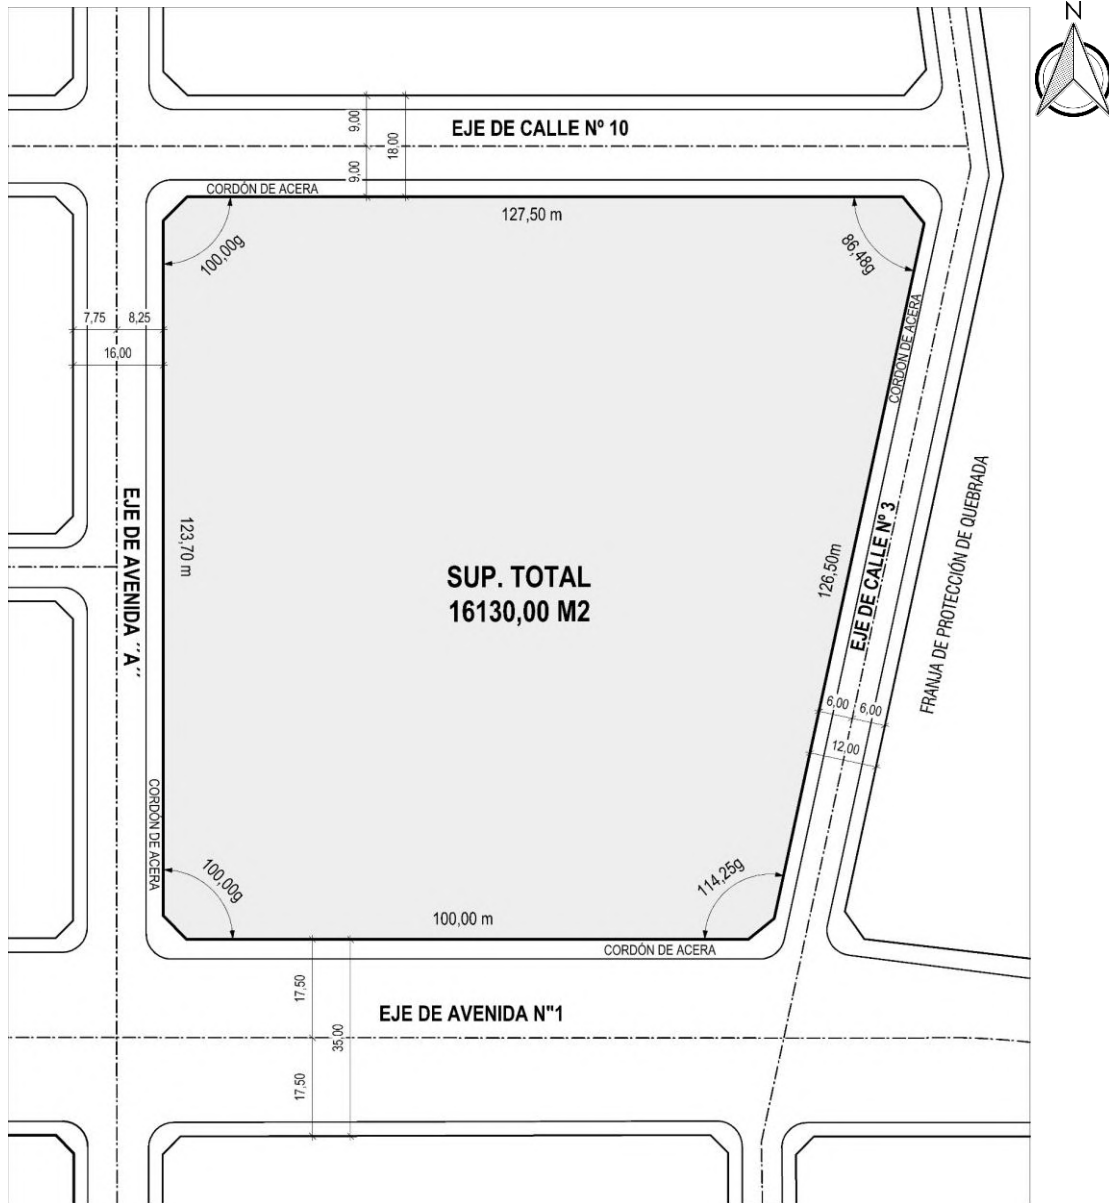 N
9,00
EJE DE CALLE Nº 10
18,00
9,00
CORDÓN DE ACERA
127,50 m
100,00g
86,48g
CORDÓN DE ACERA
7,75
8,25
16,00
EJE DE AVENIDA ´´A´´
123,70 m
SUP. TOTAL
16130,00 M2
126,50m
EJE DE CALLE Nº 3
FRANJA DE PROTECCIÓN DE QUEBRADA
6,00
6,00
12,00
CORDÓN DE ACERA
100,00g
114,25g
100,00 m
CORDÓN DE ACERA
17,50
EJE DE AVENIDA N"1
35,00
17,50